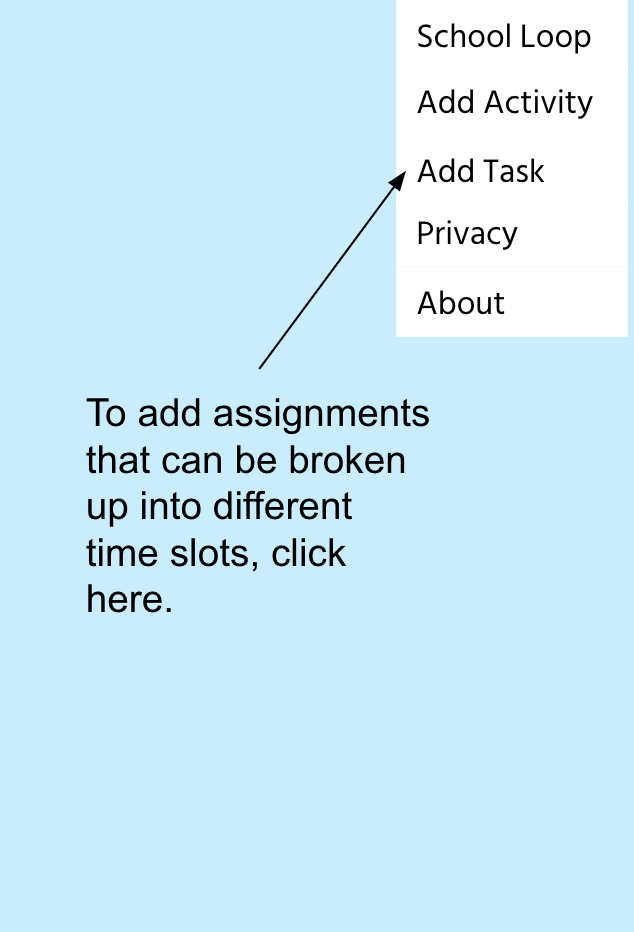 School Loop
Add Activity
Add Task
Privacy
About
To add assignments
that can be broken
up into different
time slots, click
here.